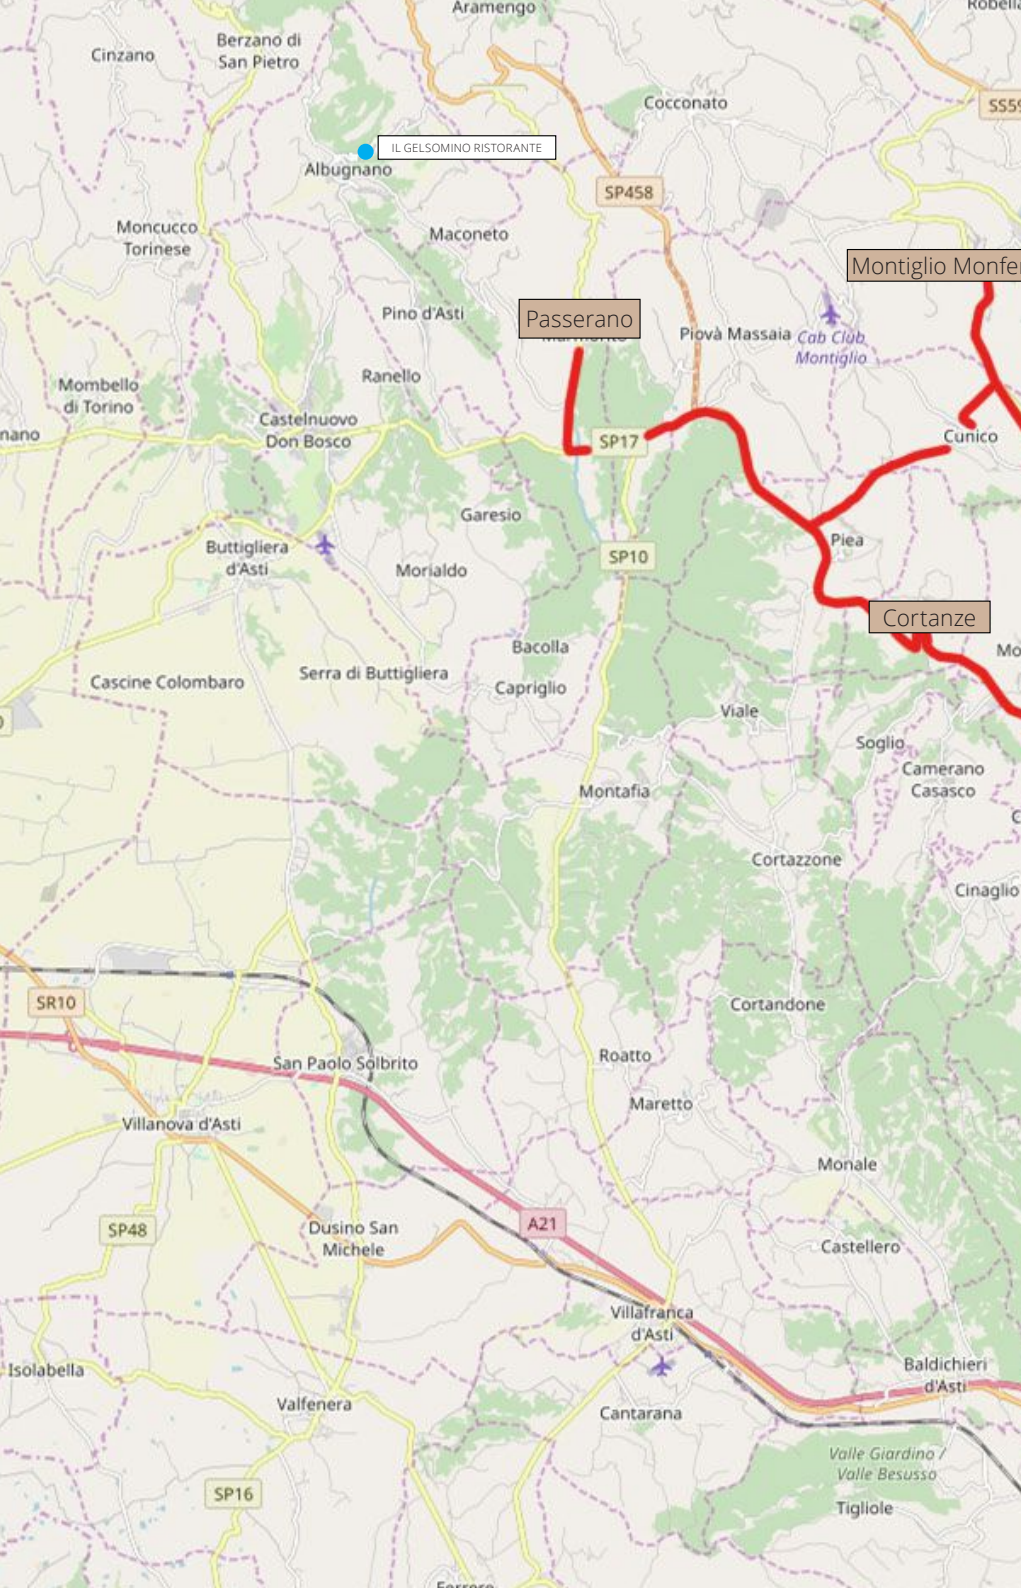 Aramengo
Cinzano
Berzano di
San Pietro
Cocconato
IL GELSOMINO RISTORANTE
Albugnano
SP458
Moncucco
Torinese
Maconeto
Montiglio Monfe
Pino d'Asti
Passerano
Piovà Massaia
Cab Club
Montiglio
Ranello
Mombello
di Torino
Castelnuovo
Don Bosco
nano
SP17
Cunico
Garesio
Piea
Buttigliera
d'Asti
SP10
Morialdo
Cortanze
Bacolla
Mo
Serra di Buttigliera
Cascine Colombaro
Capriglio
Viale
Soglio
Camerano
Casasco
Montafia
Cortazzone
Cinaglio
SR10
Cortandone
San Paolo Solbrito
Roatto
Maretto
Villanova d'Asti
Monale
SP48
A21
Dusino San
Michele
Castellero
Villafranca
d'Asti
Isolabella
Baldichieri
d'Asti
Valfenera
Cantarana
Valle Giardino /
Valle Besusso
SP16
Tigliole